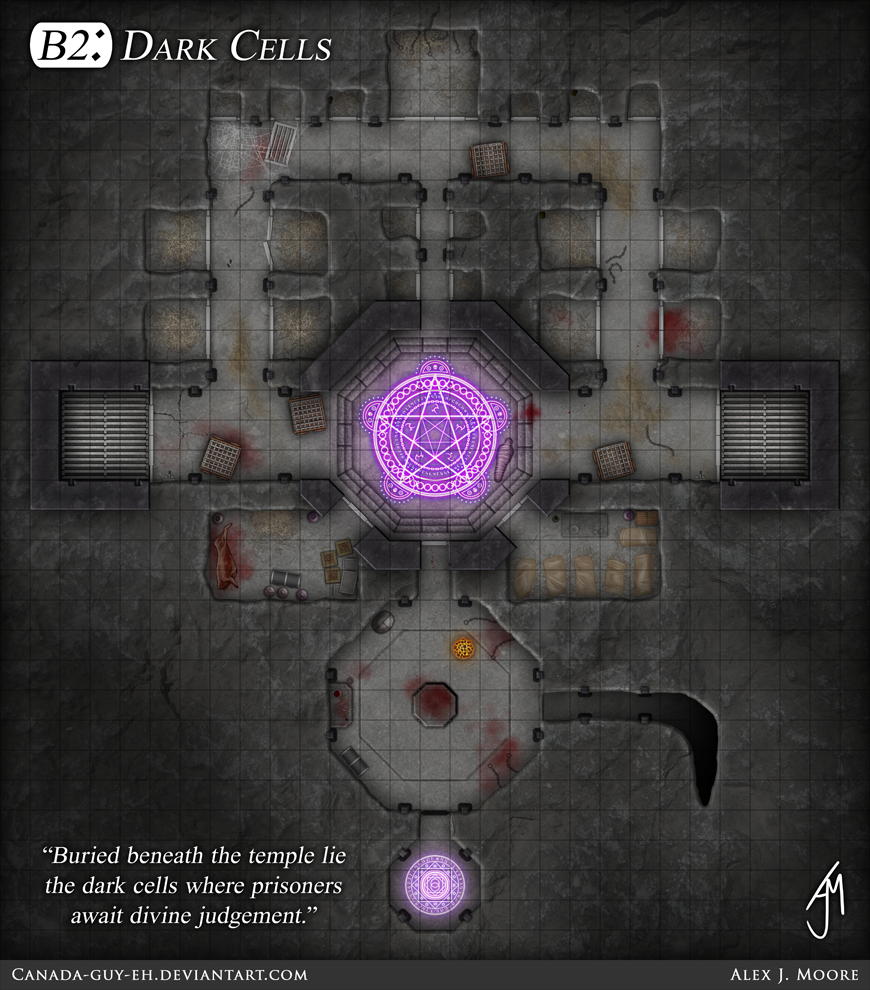 B2: Dark Cells
“Buried beneath the temple lie
the dark cells where prisoners
await divine judgement.”
AJM
Canada-guy-eh.deviantart.com
Alex J. Moore